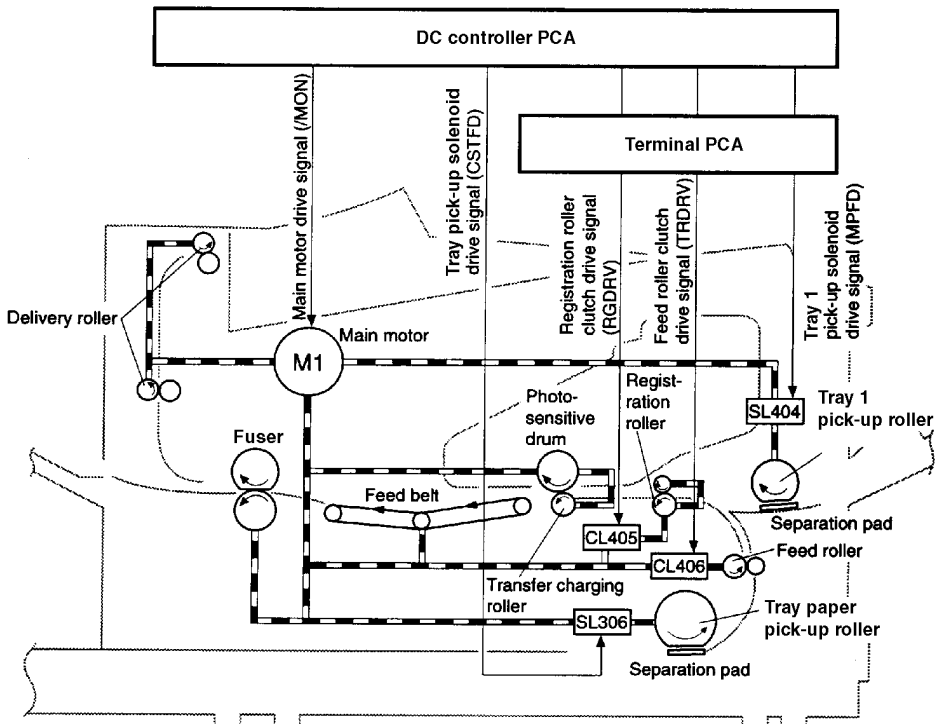 DC controller PCA
Terminal PCA
Main motor drive signal (/MON)
Tray pick-up solenoid
drive signal (CSTFD)
Registration roller
clutch drive signal
(RGDRV)
Feed roller clutch
drive signal (TRDRV)
Tray 1
pick-up solenoid
drive signal (MPFD)
Delivery roller
Main motor
M1
Photo-
sensitive
drum
Regist-
ration
roller
SL404
Tray 1
pick-up roller
Fuser
Feed belt
CL405
Separation pad
CL406
Feed roller
Transfer charging
roller
SL306
Tray paper
pick-up roller
Separation pad